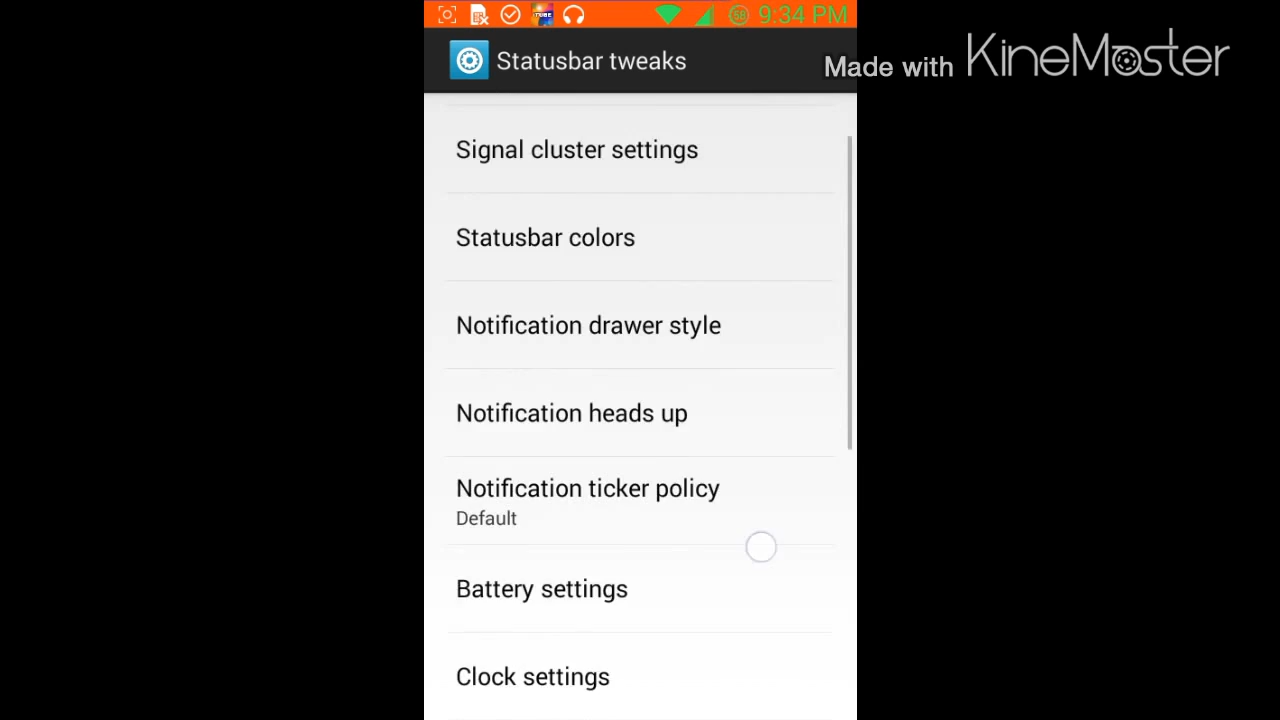 58 9:34 PM
Statusbar tweaks
Made with KineMaster
Signal cluster settings
Statusbar colors
Notification drawer style
Notification heads up
Notification ticker policy
Default
Battery settings
Clock settings